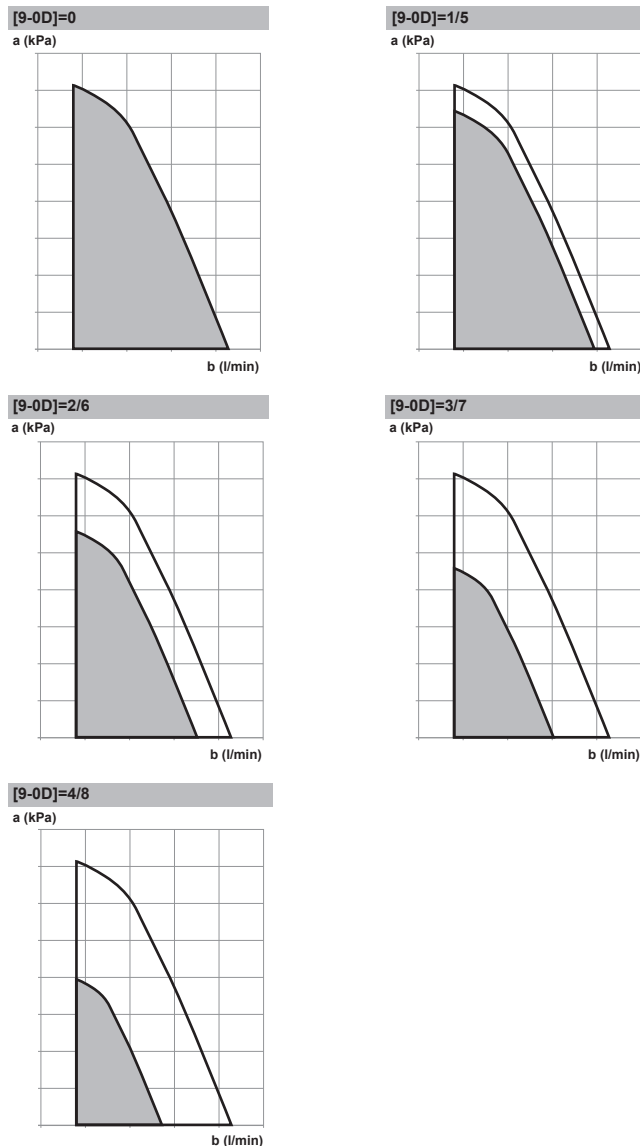 [9-0D]=0
a (kPa)
b (l/min)
[9-0D]=1/5
a (kPa)
b (l/min)
[9-0D]=2/6
a (kPa)
b (l/min)
[9-0D]=3/7
a (kPa)
b (l/min)
[9-0D]=4/8
a (kPa)
b (l/min)